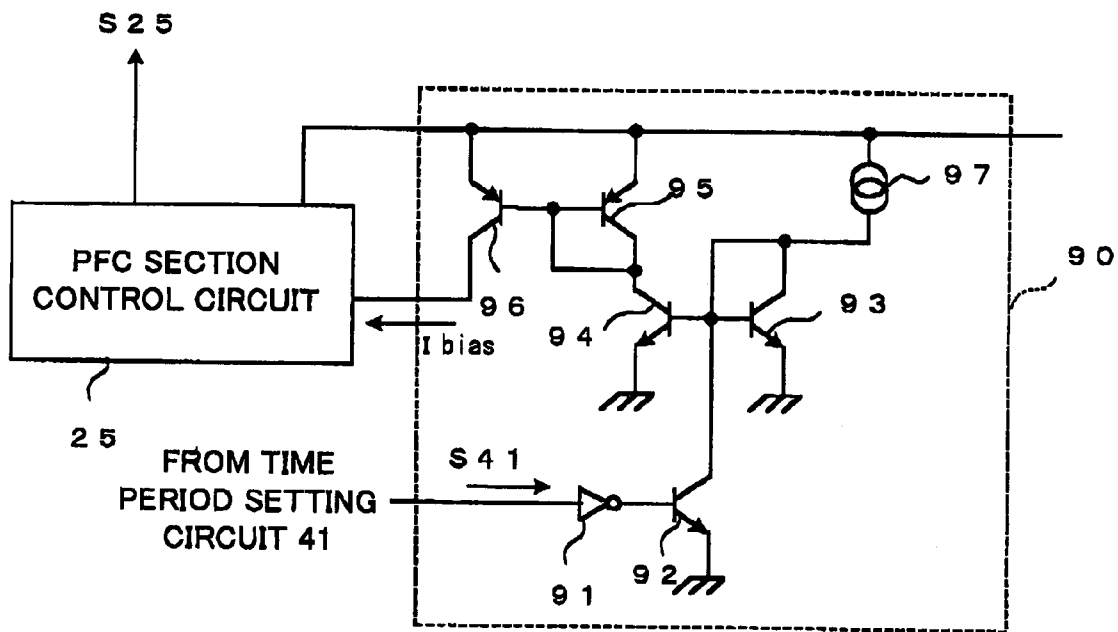 S25
95
97
PFC SECTION
CONTROL CIRCUIT
90
96
94
93
I bias
25
FROM TIME
PERIOD SETTING
CIRCUIT 41
S41
91
92